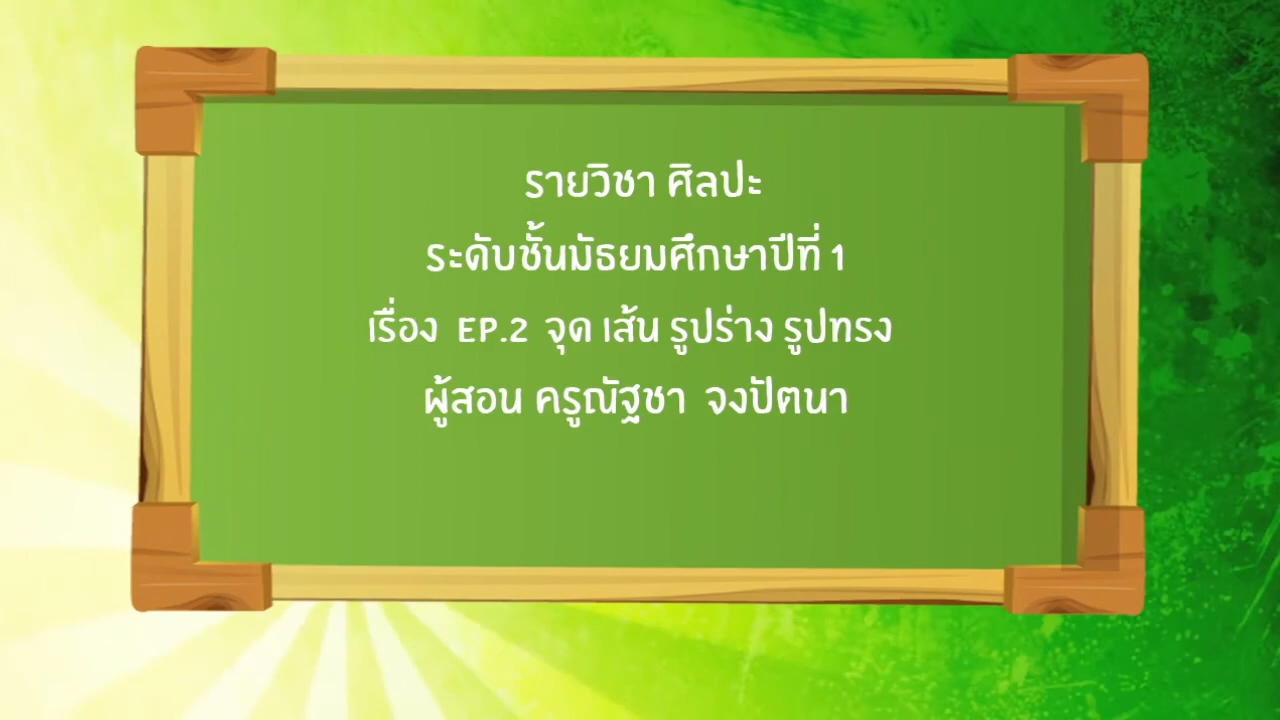 รายวิชา ศิลปะ
ระดับชั้นมัธยมศึกษาปีที่ 1
เรื่อง EP.2 จุด เส้น รูปร่าง รูปทรง
ผู้สอน ครูณัฐชา จงปัตนา